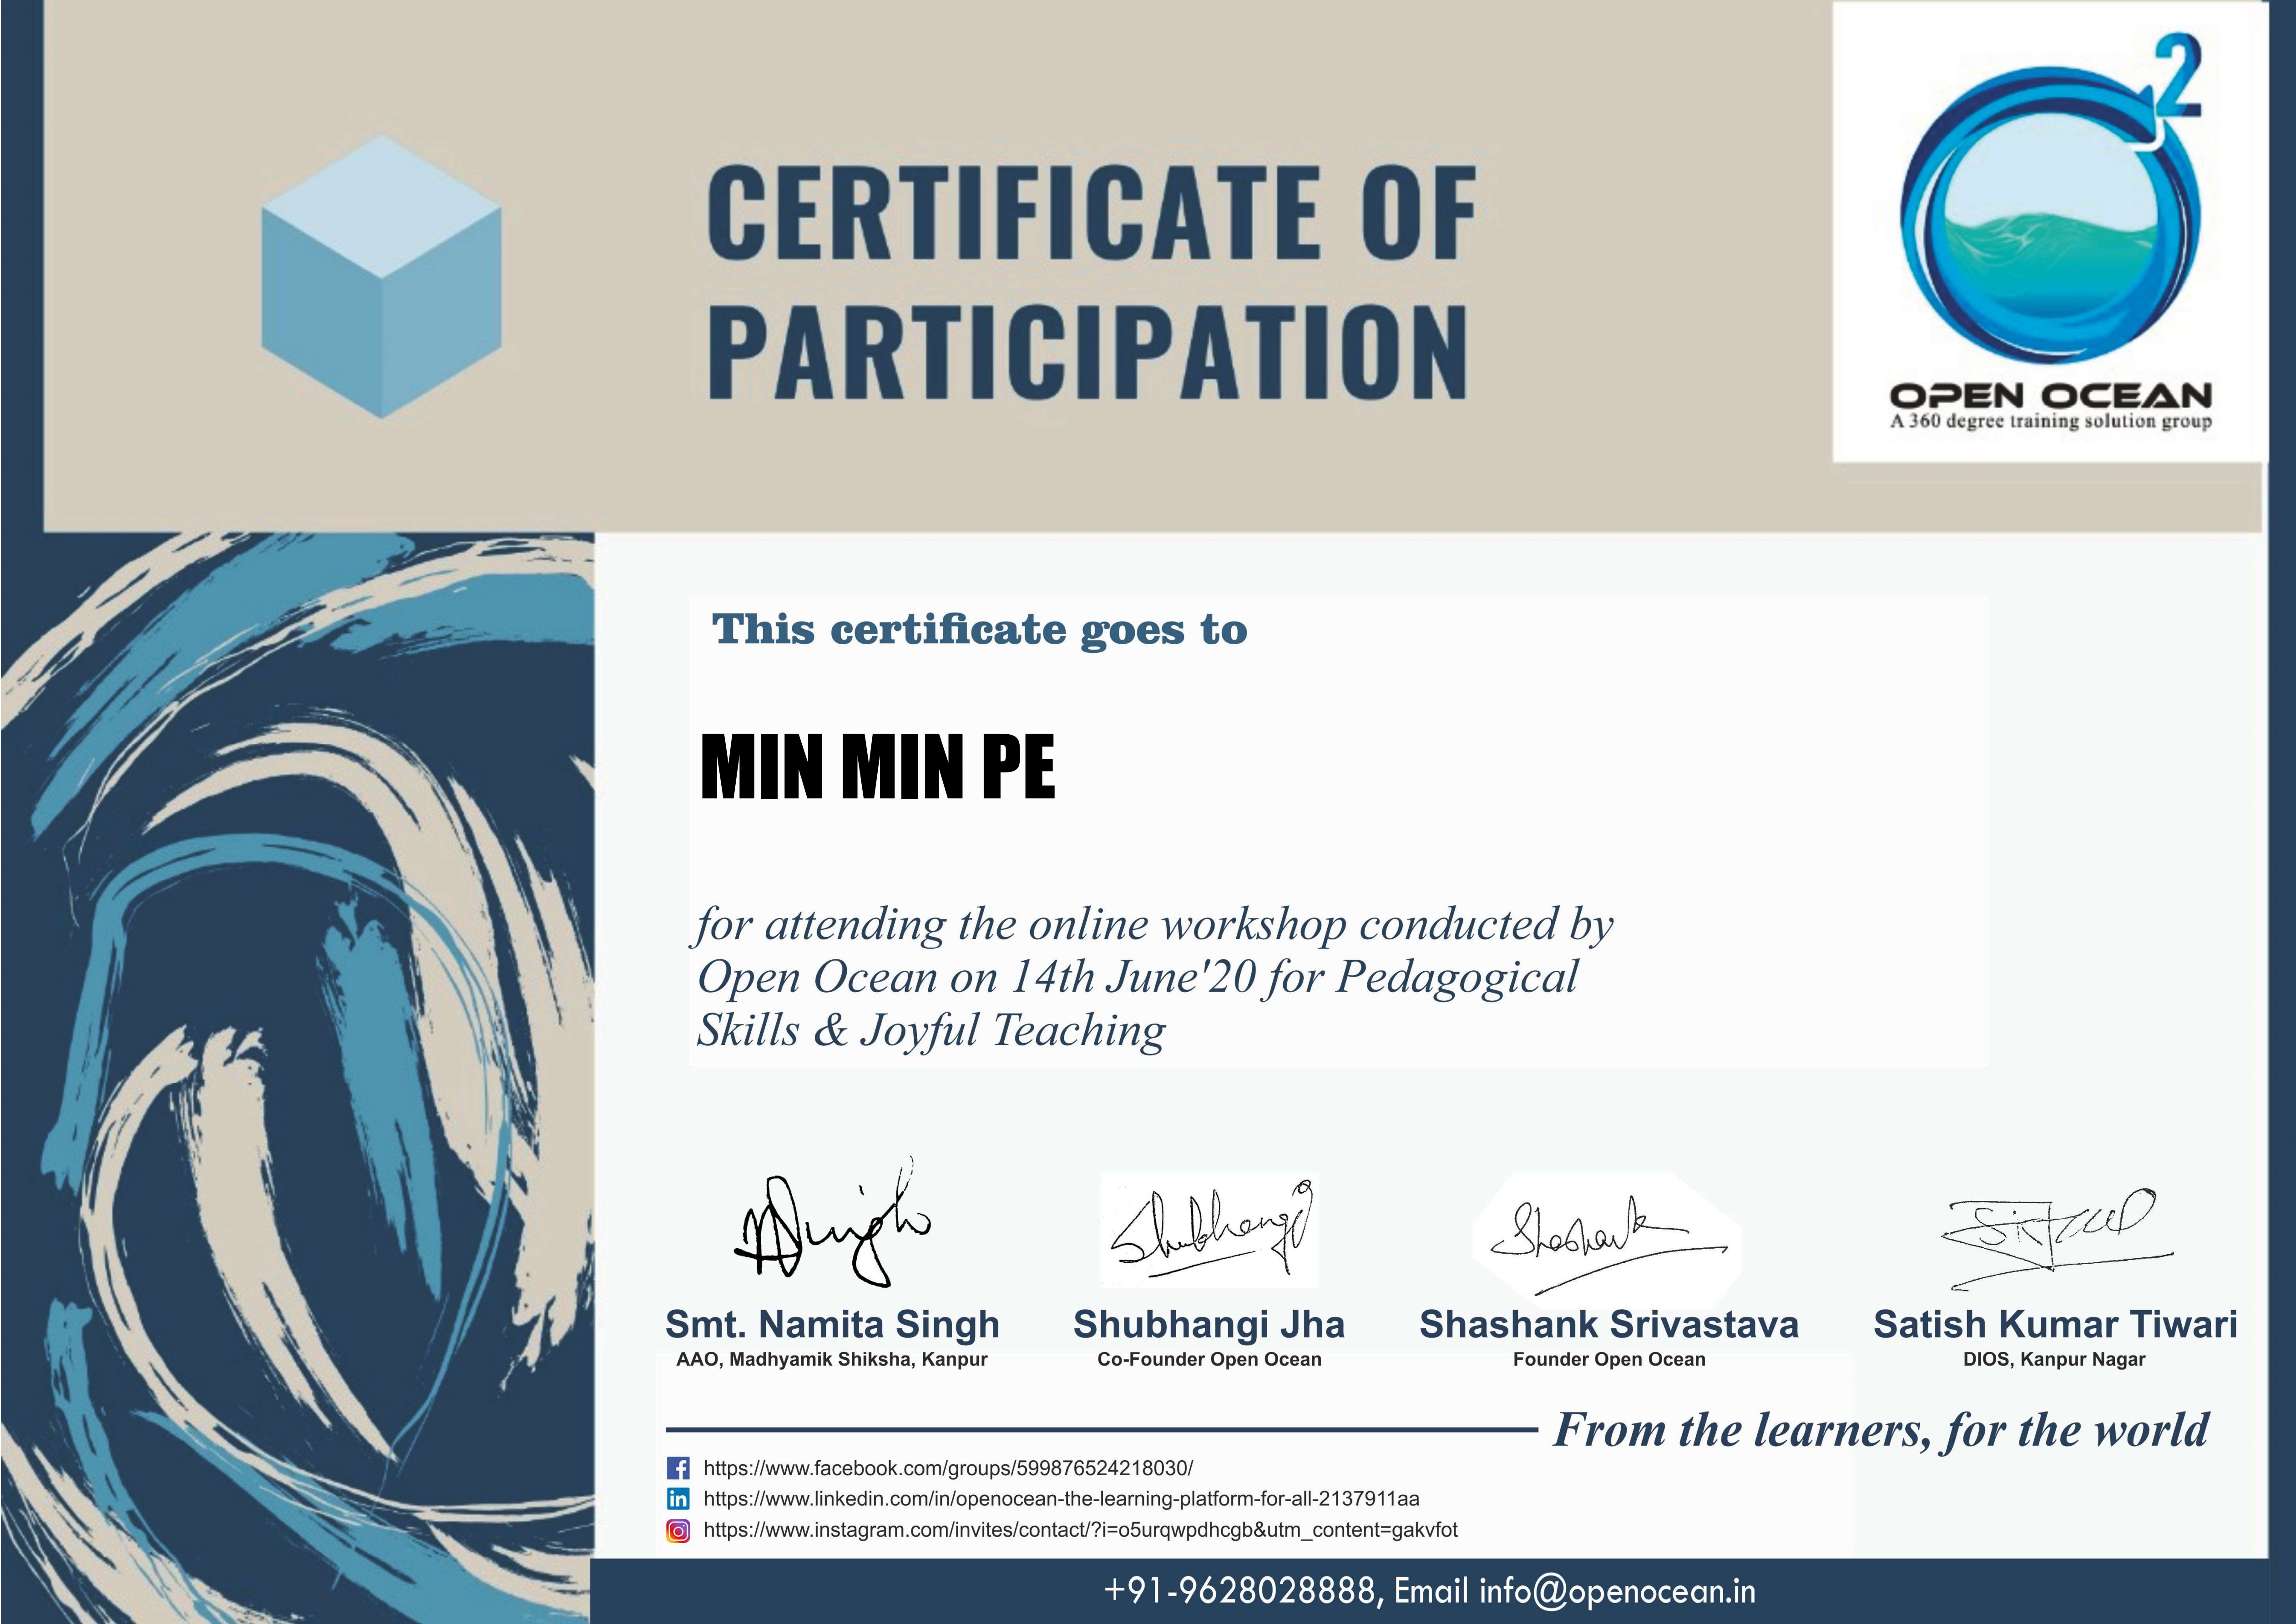 CERTIFICATE OF
PARTICIPATION
2
OPEN OCEAN
A 360 degree training solution group
This certificate goes to
MIN MIN PE
for attending the online workshop conducted by
Open Ocean on 14th June'20 for Pedagogical
Skills & Joyful Teaching
Shubhangi
Shashank
Smt. Namita Singh
AAO, Madhyamik Shiksha, Kanpur
Shubhangi Jha
Co-Founder Open Ocean
Shashank Srivastava
Founder Open Ocean
Satish Kumar Tiwari
DIOS, Kanpur Nagar
From the learners, for the world
https://www.facebook.com/groups/599876524218030/
https://www.linkedin.com/in/openocean-the-learning-platform-for-all-2137911aa
https://www.instagram.com/invites/contact/?i=o5urqwpdhcgb&utm_content=gakvfot
+91-9628028888, Email info@openocean.in